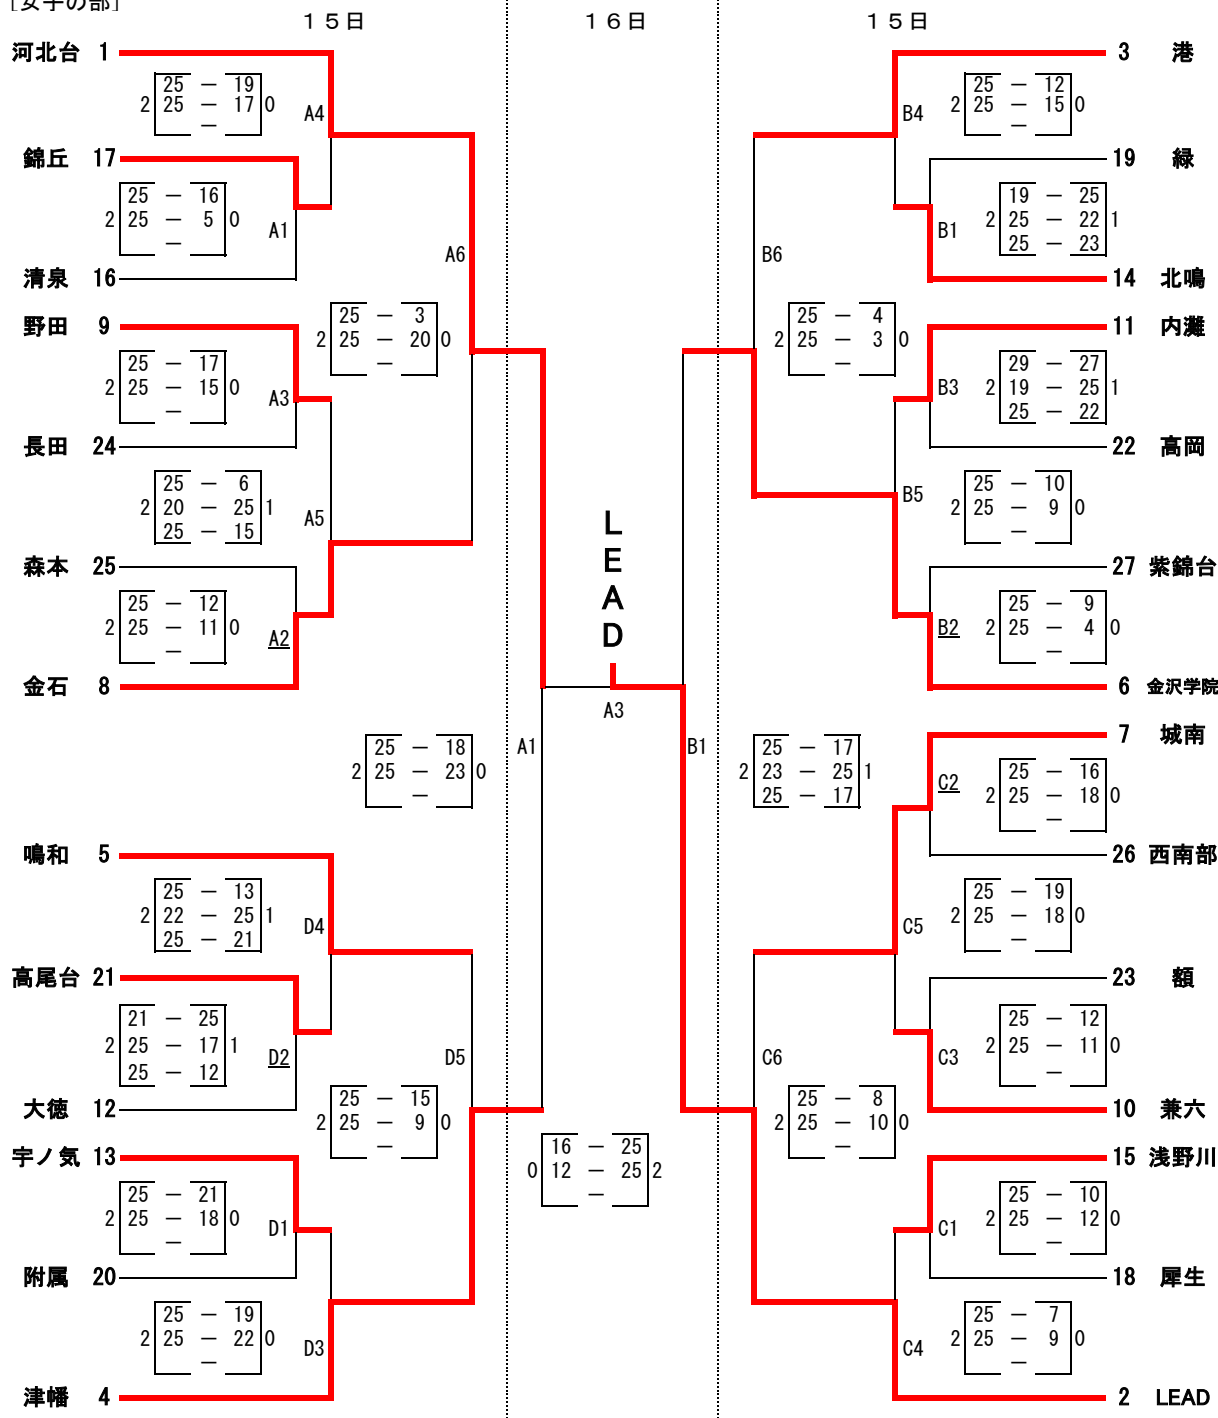 [女子の部]
１５日 １６日 １５日
河北台 1
25 － 19
2 25 － 17 0
－
A4
錦丘 17
25 － 16
2 25 － 5 0
－
A1
清泉 16
A6
野田 9
25 － 3
2 25 － 20 0
－
25 － 17
2 25 － 15 0
－
A3
長田 24
25 － 6
2 20 － 25 1
25 － 15
A5
森本 25
25 － 12
2 25 － 11 0
－
A2
金石 8
25 － 18
2 25 － 23 0
－
A1
鳴和 5
25 － 13
2 22 － 25 1
25 － 21
D4
高尾台 21
21 － 25
2 25 － 17 1
25 － 12
D2
D5
大徳 12
25 － 15
2 25 － 9 0
－
宇ノ気 13
25 － 21
2 25 － 18 0
－
D1
附属 20
25 － 19
2 25 － 22 0
－
D3
津幡 4
L
E
A
D
A3
16 － 25
0 12 － 25 2
－
3 港
B4
25 － 12
2 25 － 15 0
－
19 緑
19 － 25
2 25 － 22 1
25 － 23
B1
B6
14 北鳴
25 － 4
2 25 － 3 0
－
11 内灘
29 － 27
2 19 － 25 1
25 － 22
B3
22 高岡
25 － 10
2 25 － 9 0
－
B5
27 紫錦台
25 － 9
2 25 － 4 0
－
B2
6 金沢学院
B1
25 － 17
2 23 － 25 1
25 － 17
7 城南
C2
25 － 16
2 25 － 18 0
－
26 西南部
25 － 19
2 25 － 18 0
－
C5
23 額
25 － 12
2 25 － 11 0
－
C3
C6
10 兼六
25 － 8
2 25 － 10 0
－
15 浅野川
25 － 10
2 25 － 12 0
－
C1
18 犀生
25 － 7
2 25 － 9 0
－
C4
2 LEAD